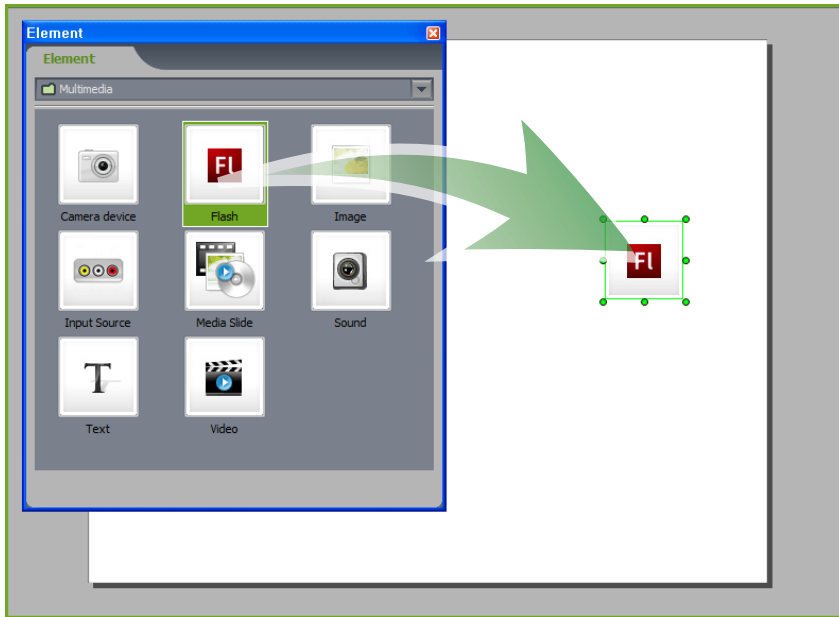 Element
Element
Multimedia
FL
FL
Camera device
Flash
Image
Input Source
Media Slide
Sound
T
Text
Video